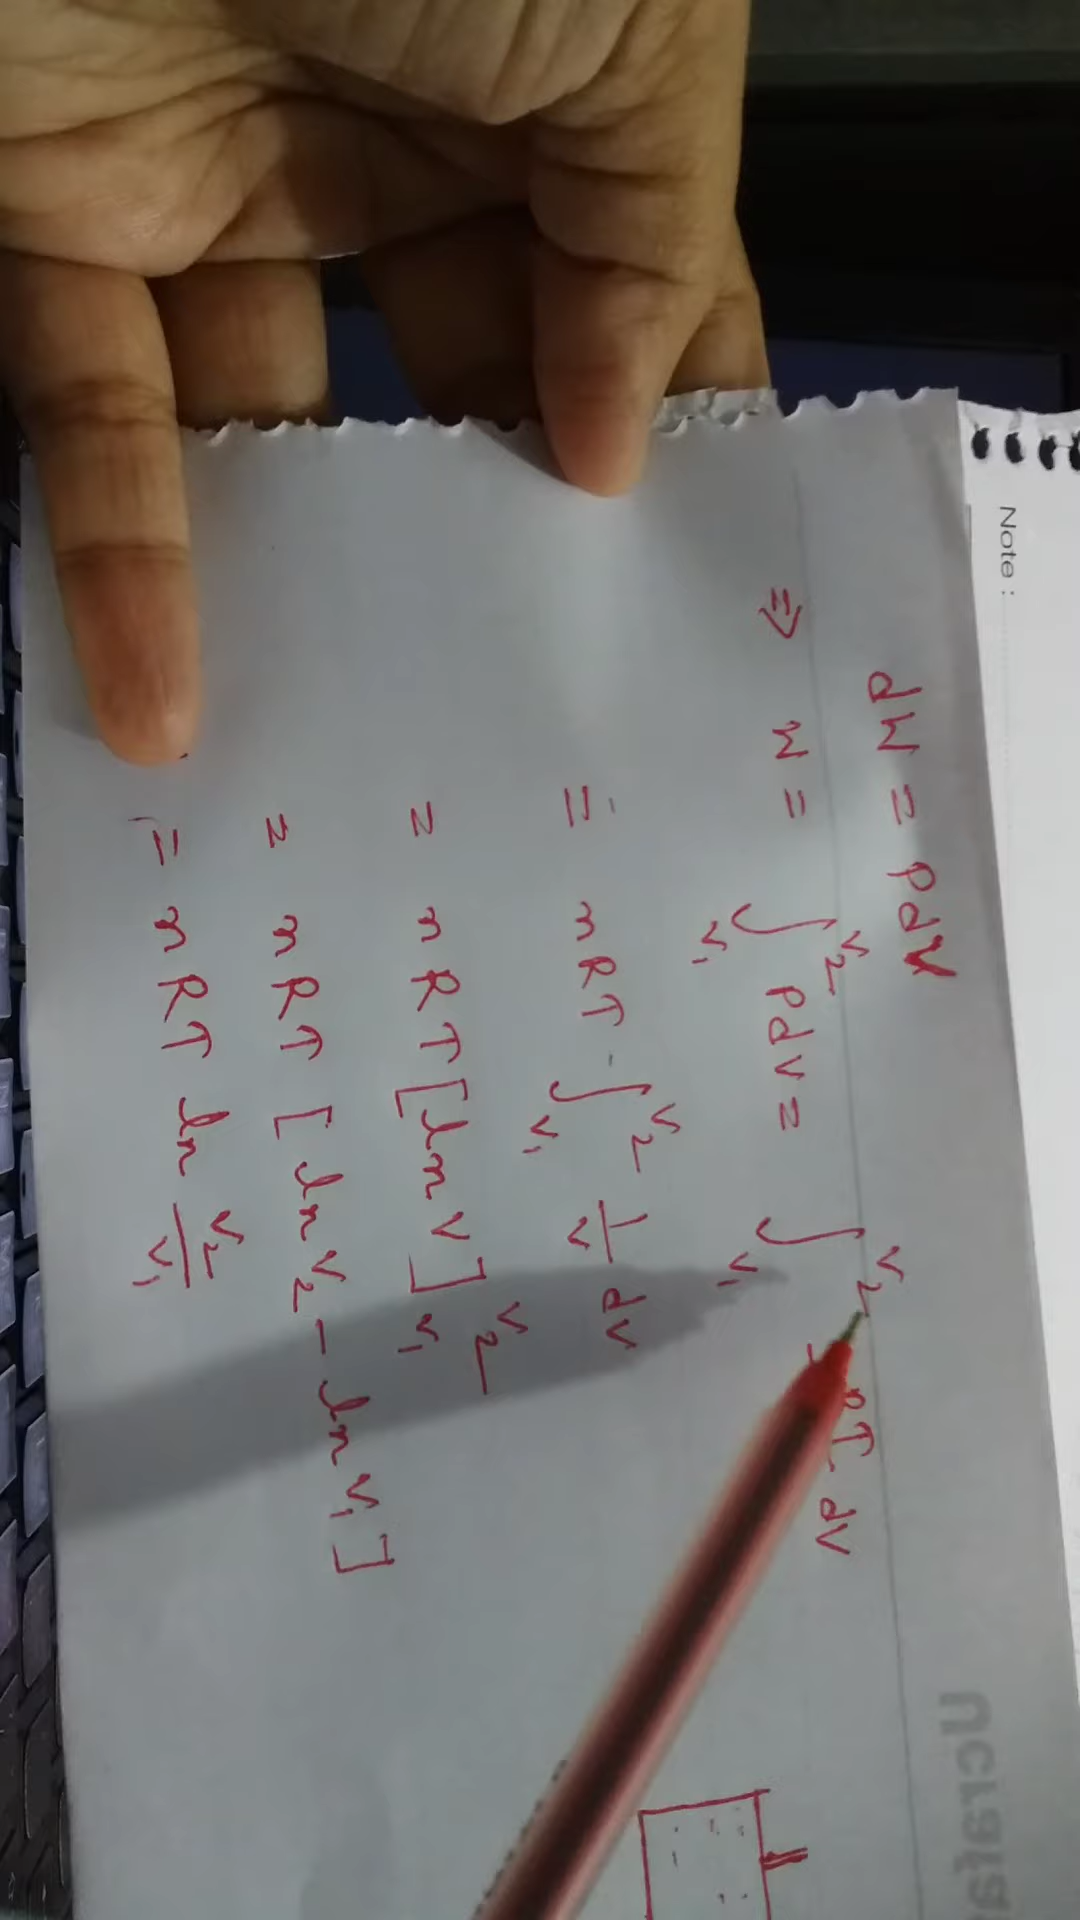 Note :
dW = PdV
⇒ W = ∫_{V₁}^{V₂} PdV = ∫_{V₁}^{V₂} RT dV
= nRT · ∫_{V₁}^{V₂} 1/V dV
= nRT [ln V]_{V₁}^{V₂}
= nRT [ln V₂ – ln V₁]
= nRT ln V₂/V₁